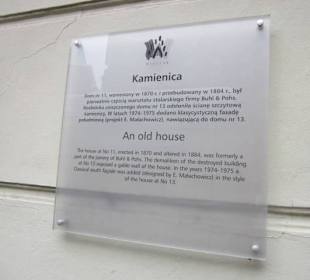 Kamienica
Dom nr 11, wzniesiony w 1870 r. i przebudowany w 1884 r., był
pierwotnie częścią warsztatu stolarskiego firmy Buhl & Pohs.
Rozbiórka zniszczonego domu nr 13 odsłoniła ścianę szczytową
kamienicy. W latach 1974-1975 dodano klasycystyczną fasadę
południową (projekt E. Małachowicz), nawiązującą do domu nr 13.
An old house
The house at No 11, erected in 1870 and altered in 1884, was formerly a
part of the joinery of Buhl & Pohs. The demolition of the destroyed building
at No 13 exposed a gable wall of the house. In the years 1974-1975 a
Classical south façade was added (designed by E. Małachowicz) in the style
of the house at No 13.